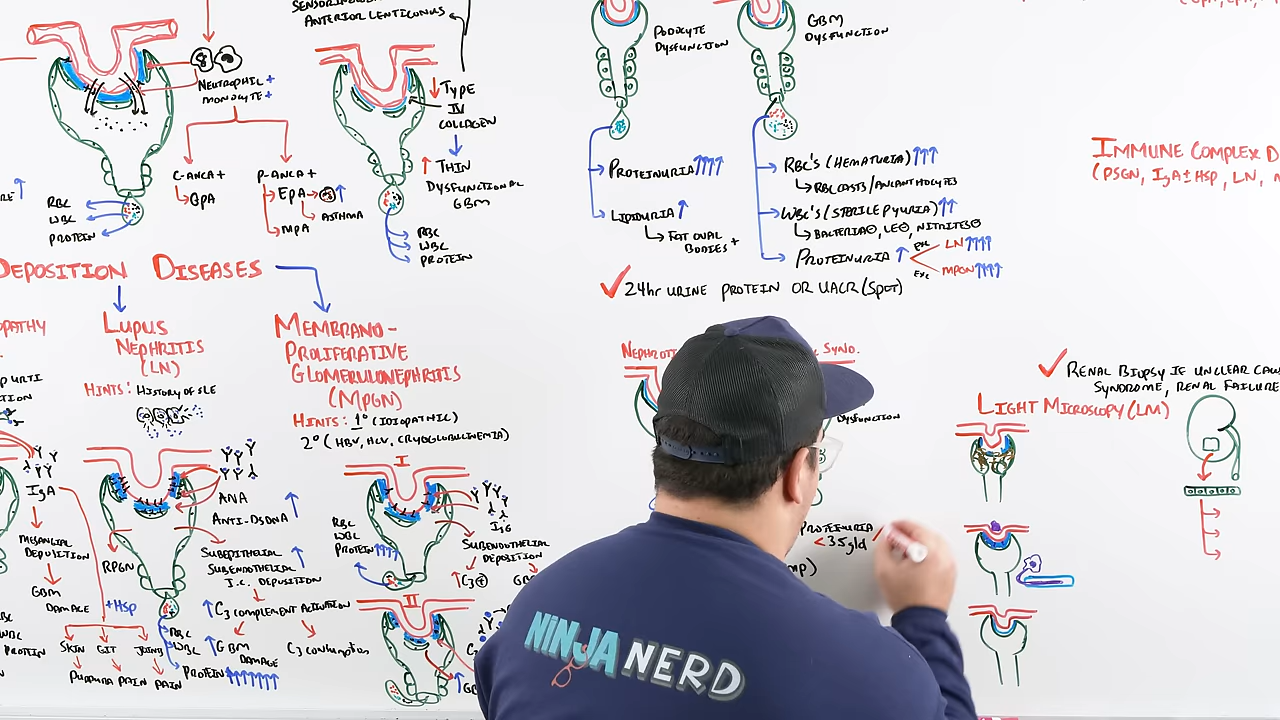 ANTERIOR LENTICONUS
NEUTROPHIL +
MONOCYTE +
C-ANCA+
GPA
P-ANCA+
EPA
ASTHMA
MPA
RBC
WBC
PROTEIN
TYPE
IV
COLLAGEN
THIN
DYSFUNCTIONAL
GBM
RBC
WBC
PROTEIN
PODOCYTE
DYSFUNCTION
GBM
DYSFUNCTION
PROTEINURIA ↑↑↑↑
LIPIDURIA ↑
FAT OVAL
BODIES +
RBC'S (HEMATURIA) ↑↑↑
RBC CASTS/ACANTHOCYTES
WBC'S (STERILE PYURIA) ↑↑
BACTERIA⊖, LE⊖, NITRITES⊖
PROTEINURIA ↑
LN ↑↑↑↑
MPGN ↑↑↑↑
✓ 24hr URINE PROTEIN OR UACR (SPOT)
IMMUNE COMPLEX D
(PSGN, IgA±HSP, LN,
DEPOSITION DISEASES
LUPUS
NEPHRITIS
(LN)
HINTS: HISTORY OF SLE
ANA
ANTI-DSDNA ↑
SUBEPITHELIAL
SUBENDOTHELIAL
I.C. DEPOSITION
↑ C3 COMPLEMENT ACTIVATION
↑ GBM
DAMAGE
C3 CONSUMPTION
RBC
WBC
PROTEIN ↑↑↑↑↑↑↑
IgA
MESANGIAL
DEPOSITION
GBM
DAMAGE
RPGN
+HSP
SKIN GIT JOINT
PURPURA PAIN PAIN
WBC
PROTEIN
MEMBRANO-
PROLIFERATIVE
GLOMERULONEPHRITIS
(MPGN)
HINTS: 1° (IDIOPATHIC)
2° (HBV, HCV, CRYOGLOBULINEMIA)
I
IgG
RBC
WBC
PROTEIN ↑↑↑
SUBENDOTHELIAL
DEPOSITION
↑ C3
II
SYNO.
DYSFUNCTION
PROTEINURIA
<3.5g/d
✓ RENAL BIOPSY IF UNCLEAR
SYNDROME, RENAL FAILURE
LIGHT MICROSCOPY (LM)
NINJA NERD